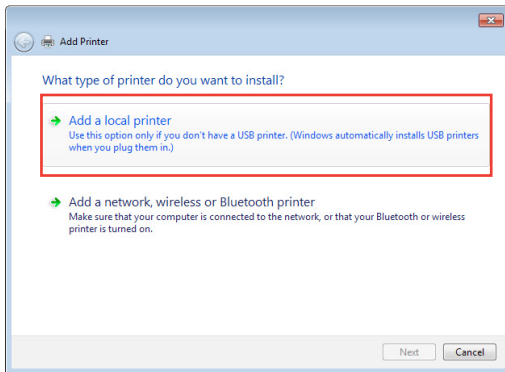 Add Printer
What type of printer do you want to install?
Add a local printer
Use this option only if you don't have a USB printer. (Windows automatically installs USB printers
when you plug them in.)
Add a network, wireless or Bluetooth printer
Make sure that your computer is connected to the network, or that your Bluetooth or wireless
printer is turned on.
Next
Cancel